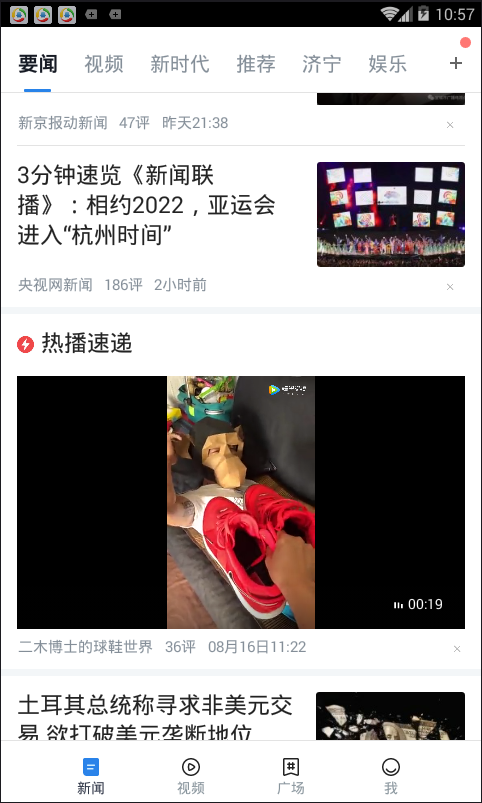 10:57
要闻 视频 新时代 推荐 济宁 娱乐 +
新京报动新闻 47评 昨天21:38 ×
3分钟速览《新闻联
播》：相约2022，亚运会
进入“杭州时间”
央视网新闻 186评 2小时前 ×
热播速递
00:19
二木博士的球鞋世界 36评 08月16日11:22 ×
土耳其总统称寻求非美元交
易 欲打破美元垄断地位
新闻 视频 广场 我